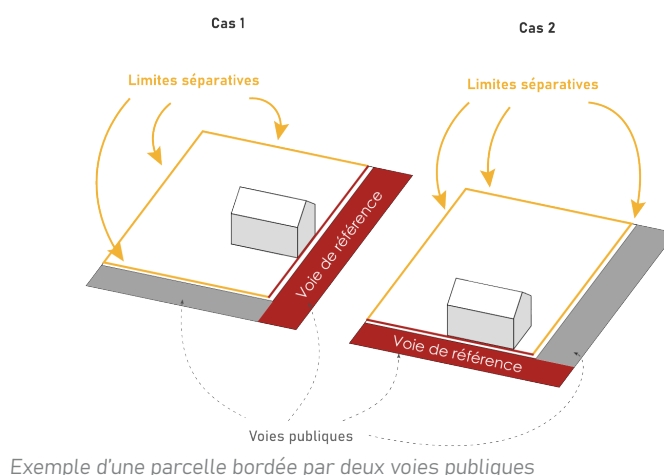 Cas 1
Cas 2
Limites séparatives
Limites séparatives
Voie de référence
Voie de référence
Voies publiques
Exemple d'une parcelle bordée par deux voies publiques